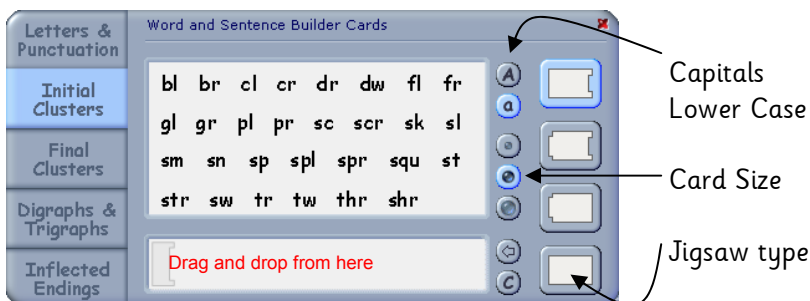 Letters &
Punctuation
Initial
Clusters
Final
Clusters
Digraphs &
Trigraphs
Inflected
Endings
Word and Sentence Builder Cards
bl br cl cr dr dw fl fr
gl gr pl pr sc scr sk sl
sm sn sp spl spr squ st
str sw tr tw thr shr
Drag and drop from here
A
a
C
Capitals
Lower Case
Card Size
Jigsaw type